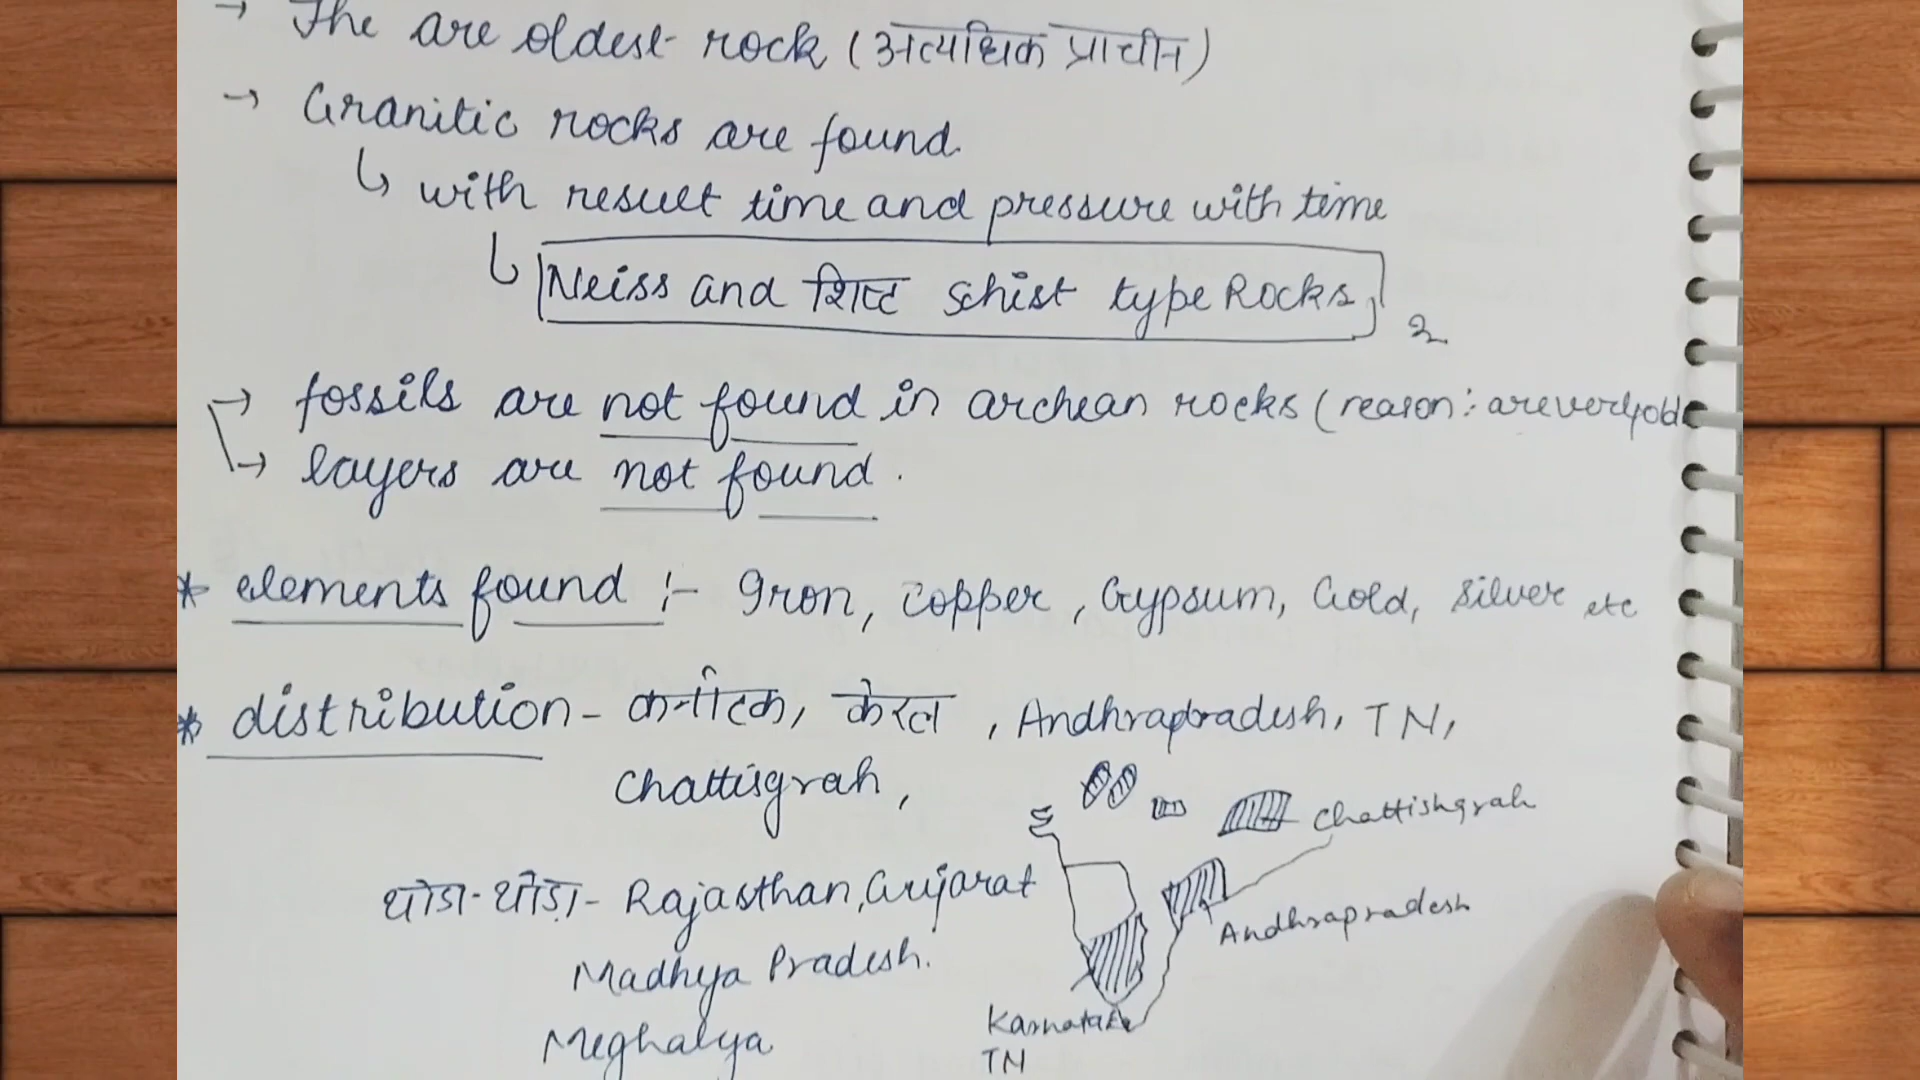 → The are oldest rock (अत्यधिक प्राचीन)
→ Granitic rocks are found
↳ with result time and pressure with time
↳ Neiss and शिष्ट schist type Rocks
2
→ fossils are not found in archean rocks (reason: are very old
→ layers are not found.
* elements found :- Iron, copper, Gypsum, Gold, Silver etc
* distribution - कर्नाटक, केरल, Andhrapradesh, TN,
Chattisgrah,
Chattishgrah
थोडा-थोड़ा - Rajasthan, Gujarat
Andhrapradesh
Madhya Pradesh.
Karnataka
Meghalya
TN